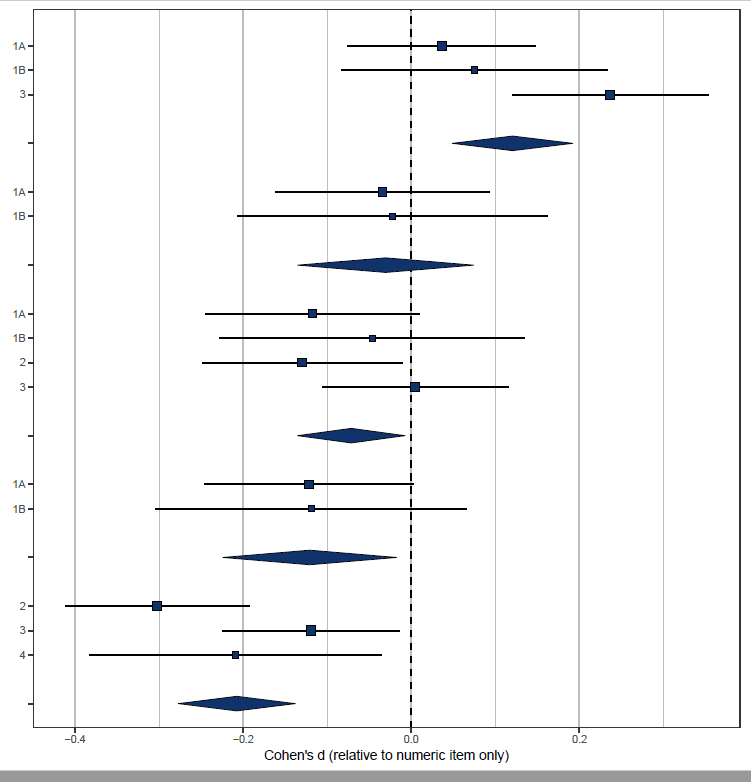 1A
1B
3
1A
1B
1A
1B
2
3
1A
1B
2
3
4
−0.4 −0.2 0.0 0.2
Cohen's d (relative to numeric item only)